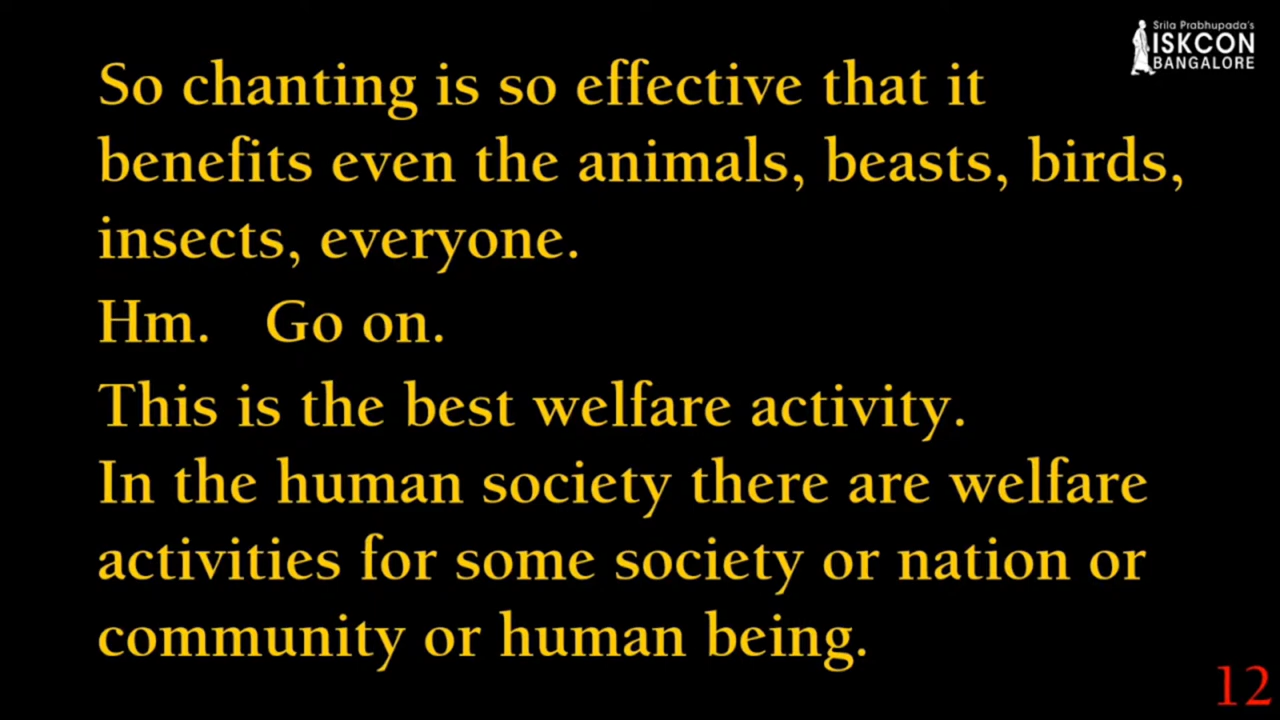 Srila Prabhupada's
ISKCON
BANGALORE
So chanting is so effective that it
benefits even the animals, beasts, birds,
insects, everyone.
Hm. Go on.
This is the best welfare activity.
In the human society there are welfare
activities for some society or nation or
community or human being.
12